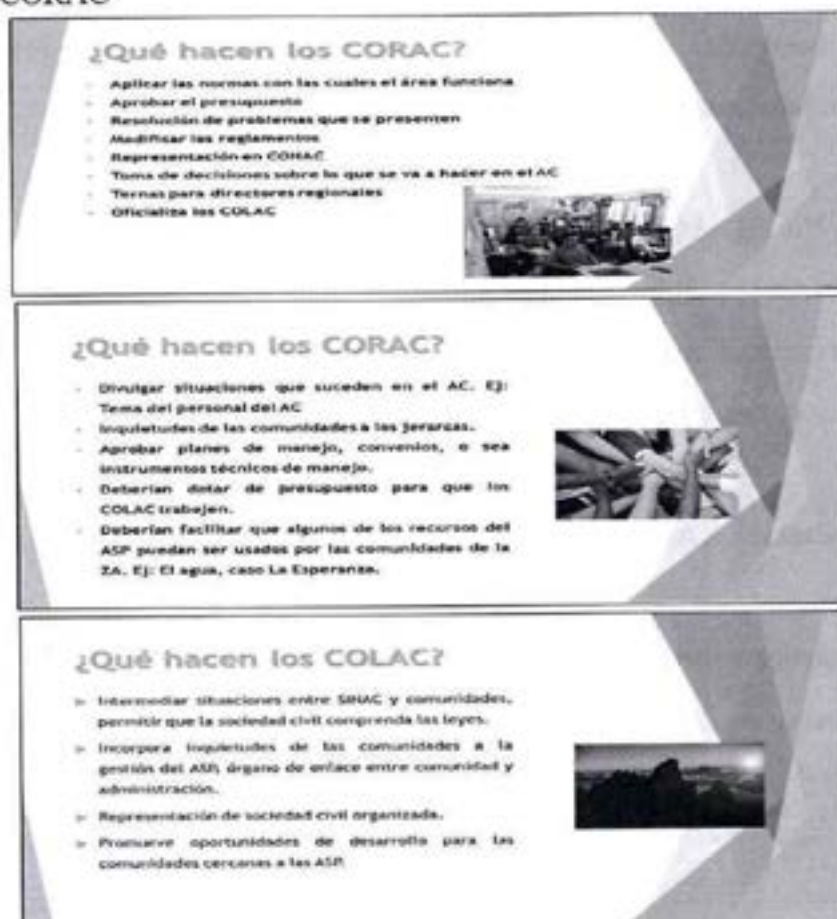 CORAC
¿Qué hacen los CORAC?
- Aplicar las normas con las cuales el área funciona
- Aprobar el presupuesto
- Resolución de problemas que se presenten
- Modificar los reglamentos
- Representación en CONAC
- Toma de decisiones sobre lo que se va a hacer en el AC
- Ternas para directores regionales
- Oficializa los COLAC
¿Qué hacen los CORAC?
- Divulgar situaciones que suceden en el AC. Ej:
Tema del personal del AC
- Inquietudes de las comunidades a los jerarcas.
- Aprobar planes de manejo, convenios, o sea
instrumentos técnicos de manejo.
- Deberían dotar de presupuesto para que los
COLAC trabajen.
- Deberían facilitar que algunos de los recursos del
ASP puedan ser usados por las comunidades de la
ZA. Ej: El agua, caso La Esperanza.
¿Qué hacen los COLAC?
Intermediar situaciones entre SINAC y comunidades,
permitir que la sociedad civil comprenda las leyes.
Incorpora inquietudes de las comunidades a la
gestión del ASP, órgano de enlace entre comunidad y
administración.
Representación de sociedad civil organizada.
Promueve oportunidades de desarrollo para las
comunidades cercanas a las ASP.